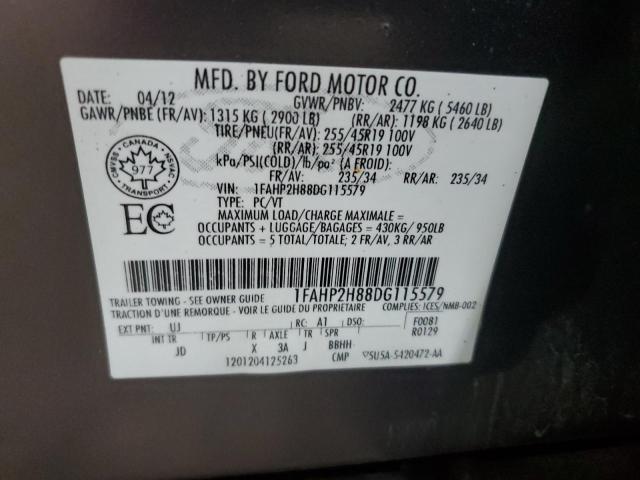 MFD. BY FORD MOTOR CO.
DATE: 04/12 GVWR/PNBV: 2477 KG ( 5460 LB)
GAWR/PNBE (FR/AV): 1315 KG ( 2900 LB) (RR/AR): 1198 KG ( 2640 LB)
TIRE/PNEU(FR/AV): 255/45R19 100V
(RR/AR): 255/45R19 100V
kPa/PSI(COLD)/lb/po² (A FROID):
FR/AV: 235/34 RR/AR: 235/34
VIN: 1FAHP2H88DG115579
TYPE: PC/VT
MAXIMUM LOAD/CHARGE MAXIMALE =
OCCUPANTS + LUGGAGE/BAGAGES = 430KG/ 950LB
OCCUPANTS = 5 TOTAL/TOTALE; 2 FR/AV, 3 RR/AR
CANADA
CMVSS
977
ASVAC
TRANSPORT
EC
1FAHP2H88DG115579
TRAILER TOWING - SEE OWNER GUIDE COMPLIES: ICES/NMB-002
TRACTION D'UNE REMORQUE - VOIR LE GUIDE DU PROPRIETAIRE
EXT PNT: UJ RC: A1 DSO: F0081
INT TR TP/PS R AXLE TR SPR R0129
JD X 3A J BBHH
1201204125263 CMP 5U5A-5420472-AA